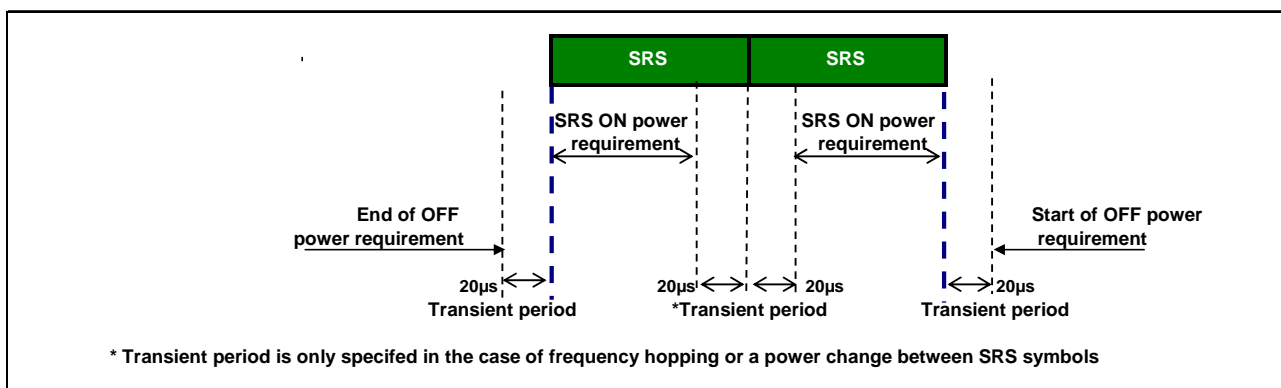 SRS SRS
SRS ON power
requirement
SRS ON power
requirement
End of OFF
power requirement
Start of OFF power
requirement
20µs 20µs 20µs 20µs
Transient period *Transient period Transient period
* Transient period is only specifed in the case of frequency hopping or a power change between SRS symbols